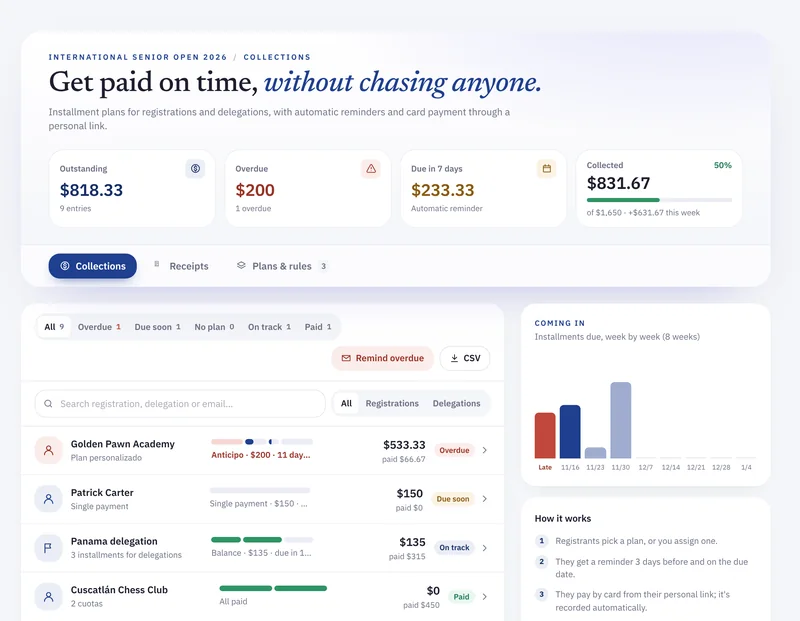 INTERNATIONAL SENIOR OPEN 2026 / COLLECTIONS
Get paid on time, without chasing anyone.
Installment plans for registrations and delegations, with automatic reminders and card payment through a
personal link.
Outstanding
$818.33
9 entries
Overdue
$200
1 overdue
Due in 7 days
$233.33
Automatic reminder
Collected
50%
$831.67
of $1,650 · +$631.67 this week
Collections
Receipts
Plans & rules 3
All 9
Overdue 1
Due soon 1
No plan 0
On track 1
Paid 1
Remind overdue
CSV
Search registration, delegation or email...
All
Registrations
Delegations
Golden Pawn Academy
Plan personalizado
Anticipo · $200 · 11 day...
$533.33
paid $66.67
Overdue
Patrick Carter
Single payment
Single payment · $150 · ...
$150
paid $0
Due soon
Panama delegation
3 installments for delegations
Balance · $135 · due in 1...
$135
paid $315
On track
Cuscatlán Chess Club
2 cuotas
All paid
$0
paid $450
Paid
COMING IN
Installments due, week by week (8 weeks)
Late 11/16 11/23 11/30 12/7 12/14 12/21 12/28 1/4
How it works
1 Registrants pick a plan, or you assign one.
2 They get a reminder 3 days before and on the due
date.
3 They pay by card from their personal link; it's
recorded automatically.